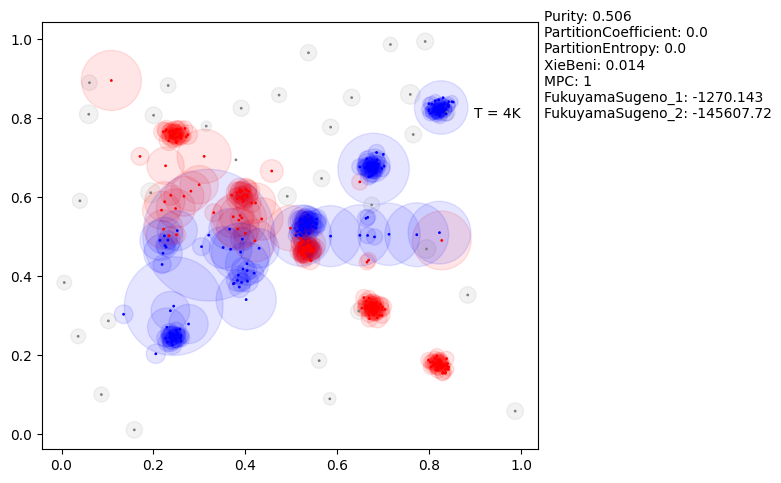 Purity: 0.506
PartitionCoefficient: 0.0
PartitionEntropy: 0.0
XieBeni: 0.014
MPC: 1
FukuyamaSugeno_1: -1270.143
FukuyamaSugeno_2: -145607.72
T = 4K
1.0
0.8
0.6
0.4
0.2
0.0
0.0 0.2 0.4 0.6 0.8 1.0